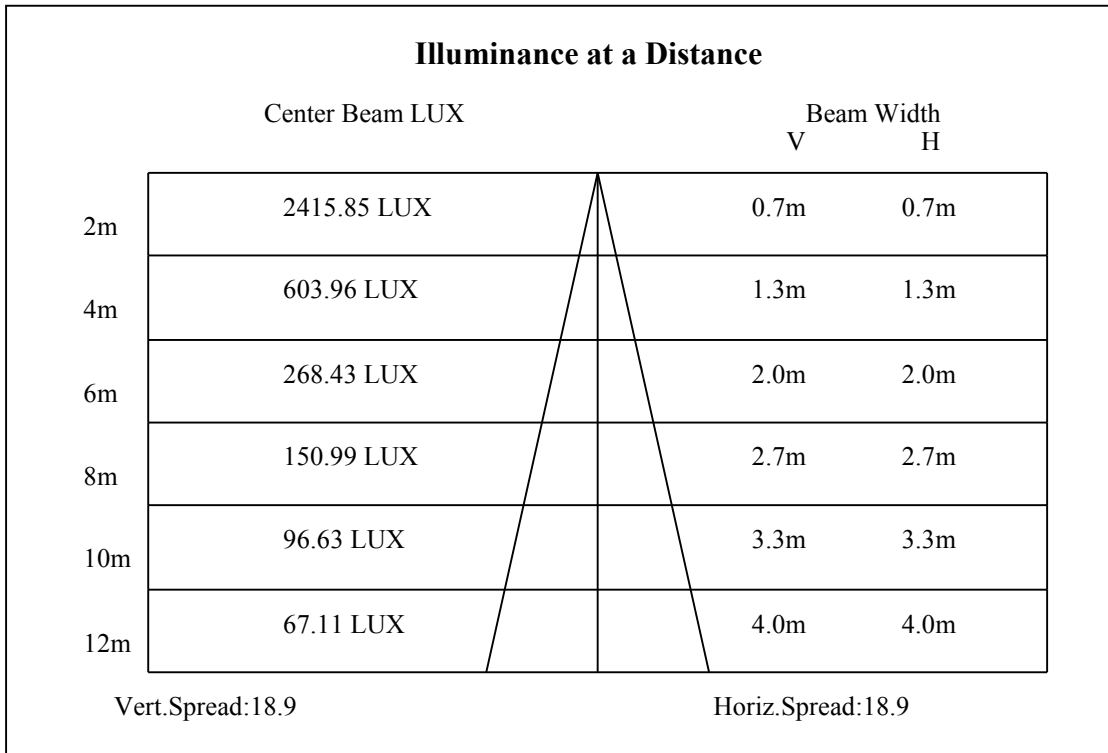 Illuminance at a Distance
Center Beam LUX Beam Width
V H
2m 2415.85 LUX 0.7m 0.7m
4m 603.96 LUX 1.3m 1.3m
6m 268.43 LUX 2.0m 2.0m
8m 150.99 LUX 2.7m 2.7m
10m 96.63 LUX 3.3m 3.3m
12m 67.11 LUX 4.0m 4.0m
Vert.Spread:18.9 Horiz.Spread:18.9